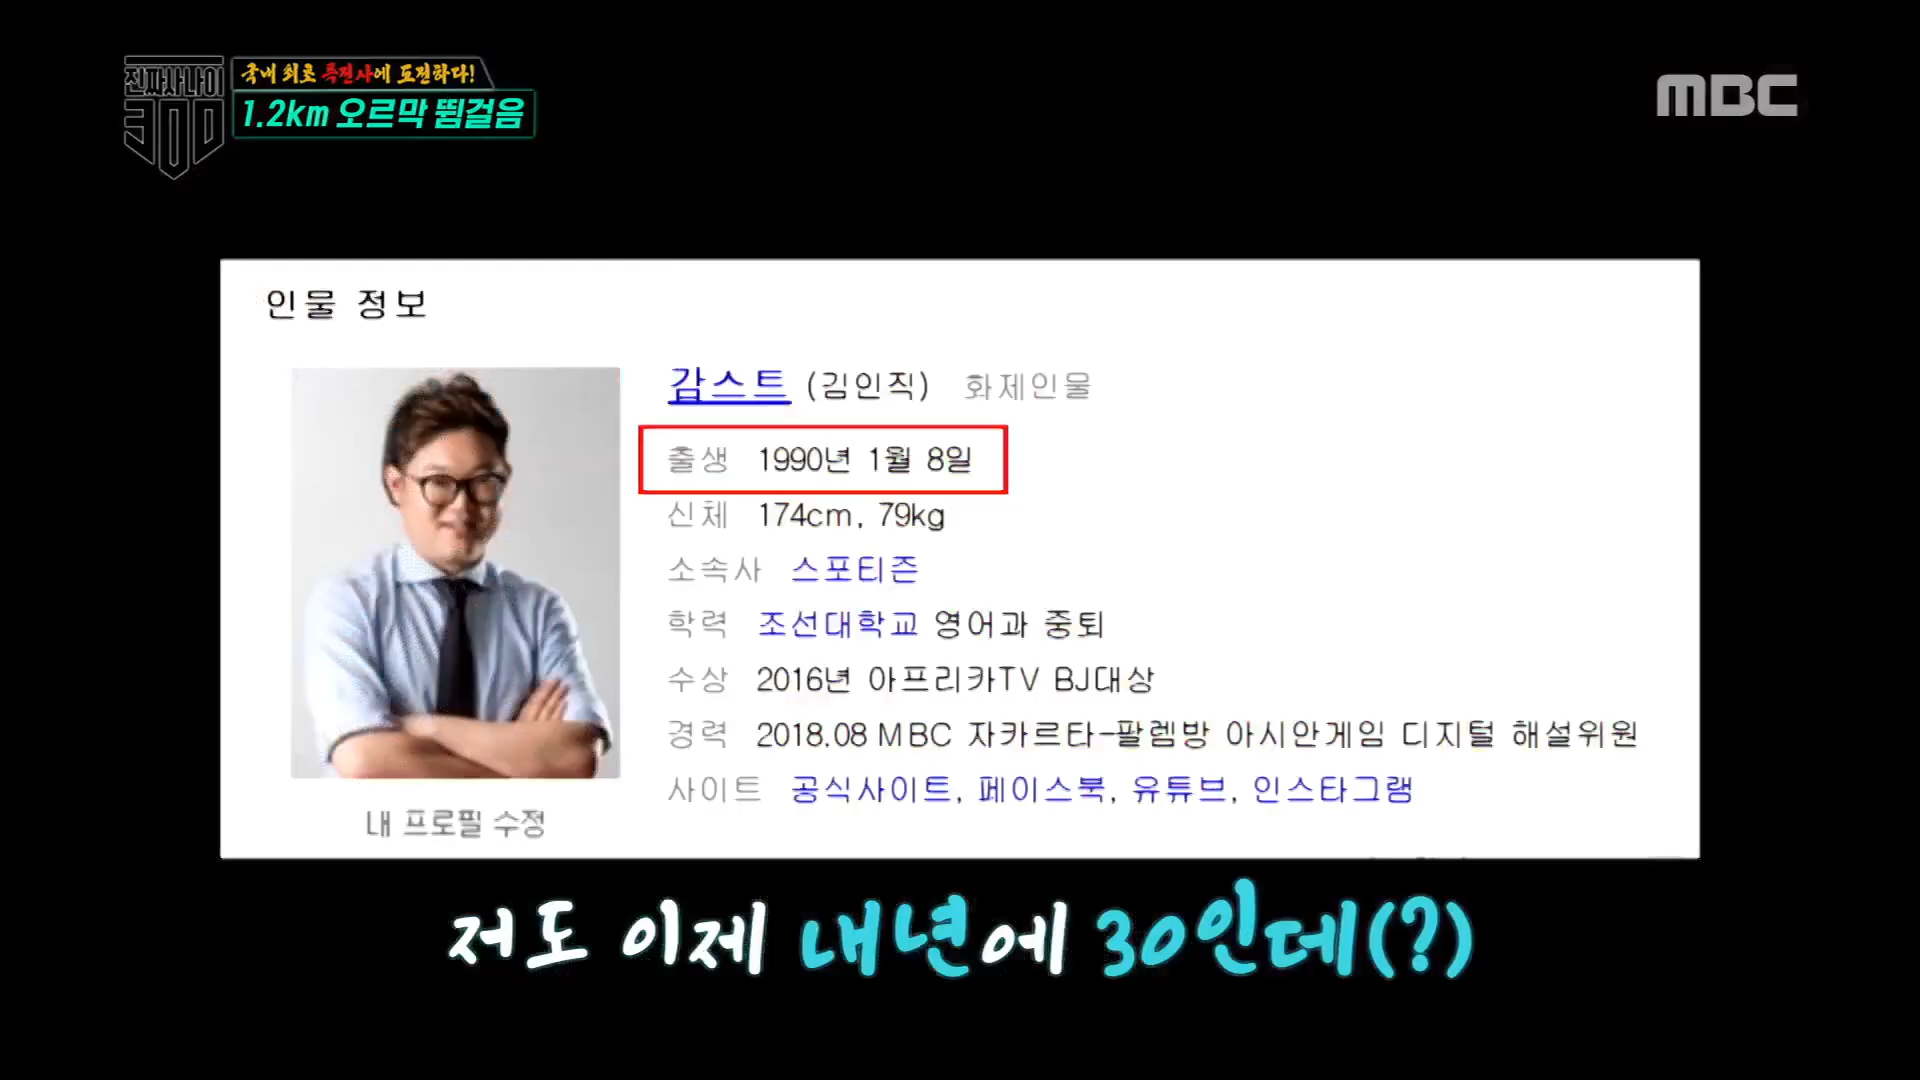 진짜사나이
300
국내 최초 특전사에 도전하다!
1.2km 오르막 뜀걸음
MBC
인물 정보
감스트 (김인직) 화제인물
출생 1990년 1월 8일
신체 174cm, 79kg
소속사 스포티즌
학력 조선대학교 영어과 중퇴
수상 2016년 아프리카TV BJ대상
경력 2018.08 MBC 자카르타-팔렘방 아시안게임 디지털 해설위원
사이트 공식사이트, 페이스북, 유튜브, 인스타그램
내 프로필 수정
저도 이제 내년에 30인데(?)